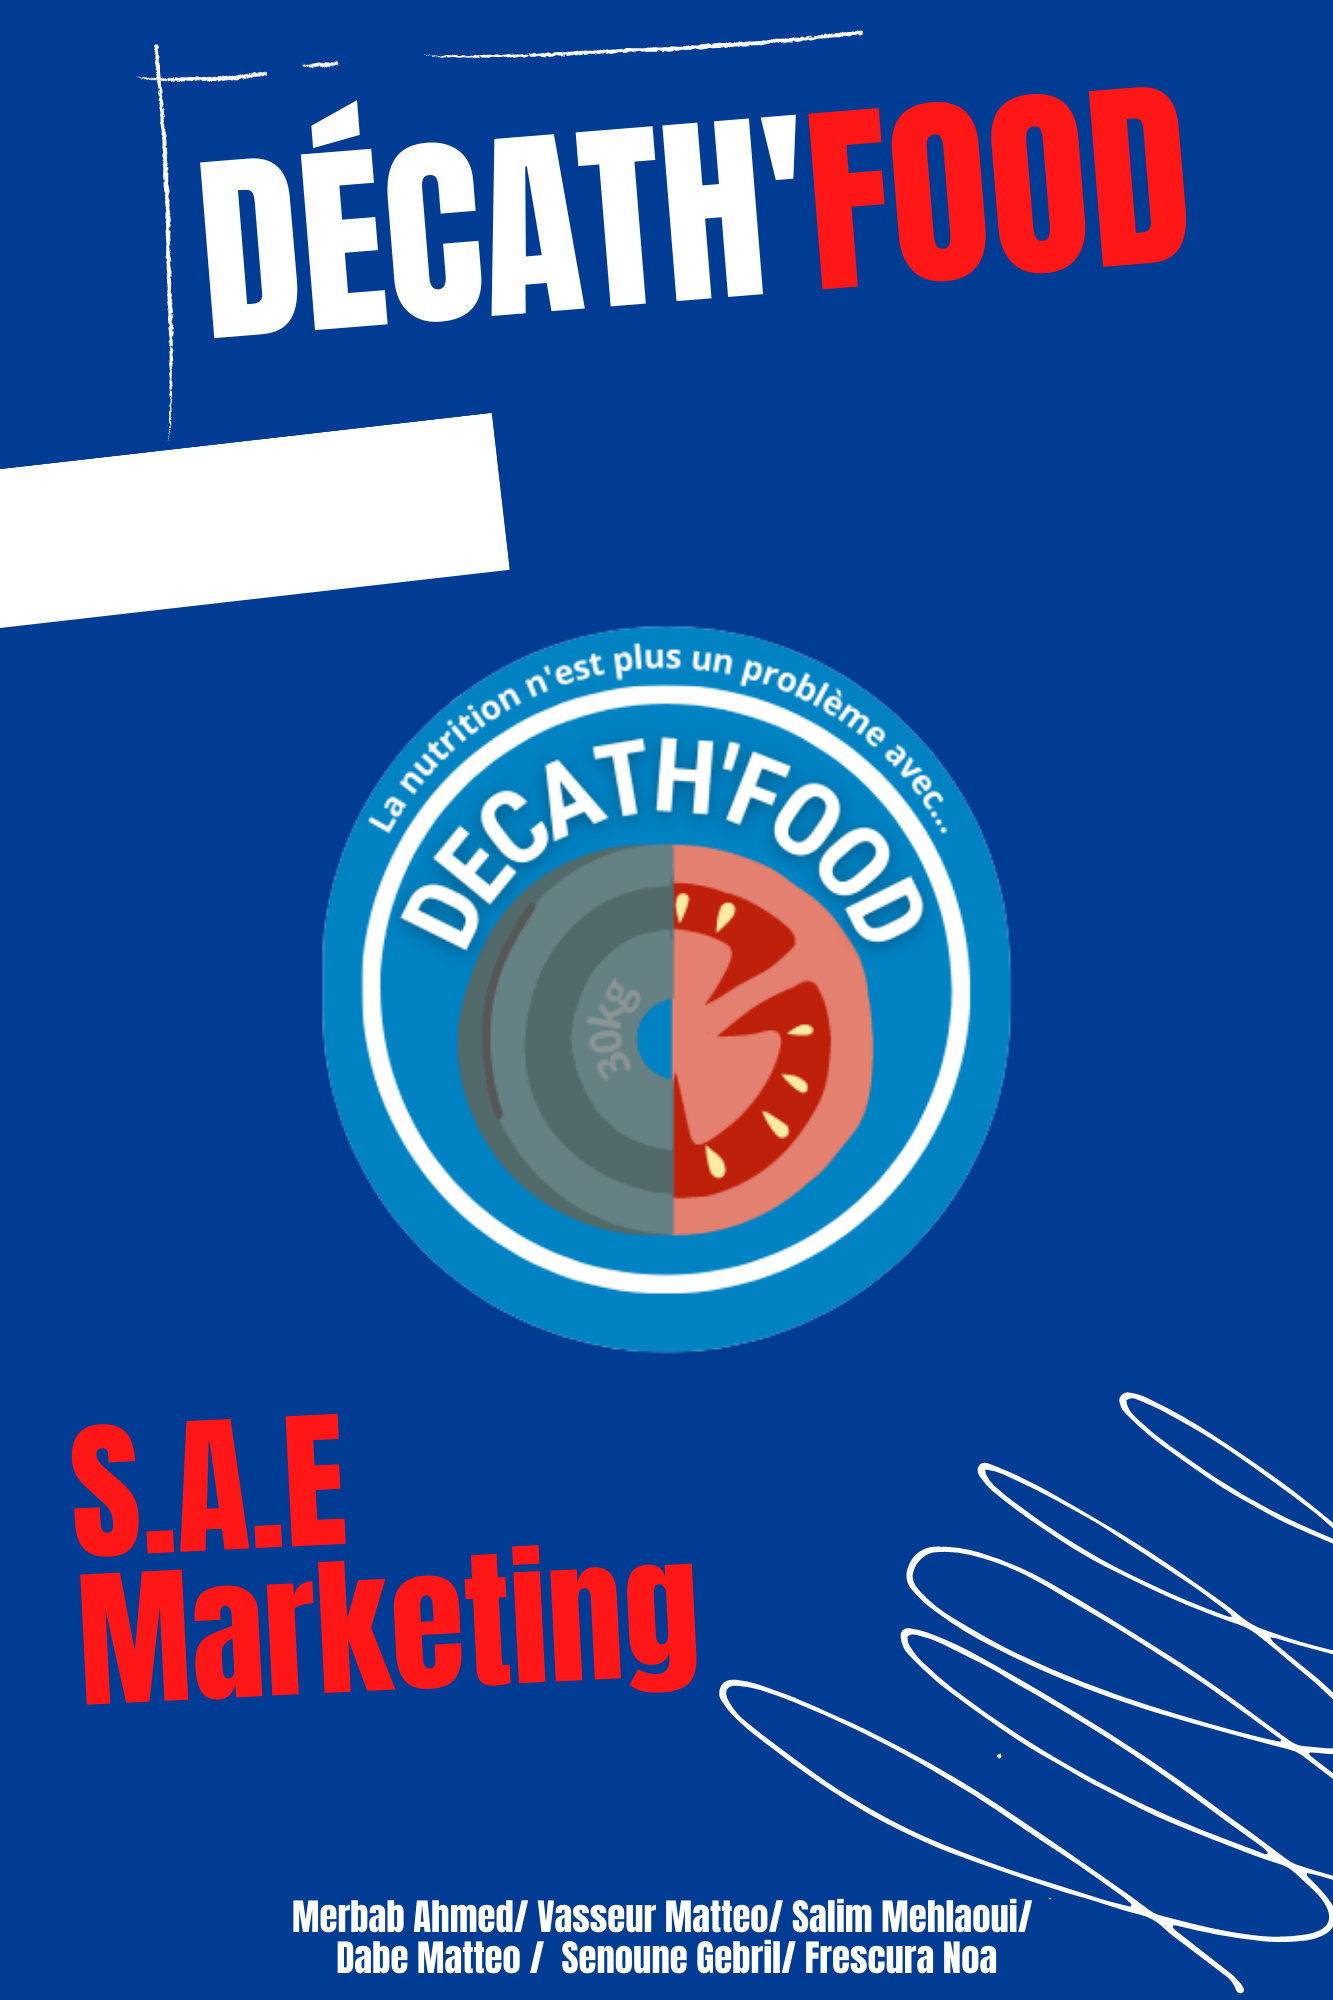 DÉCATH'FOOD
La nutrition n'est plus un problème avec...
DECATH'FOOD
30kg
S.A.E
Marketing
Merbab Ahmed/ Vasseur Matteo/ Salim Mehlaoui/
Dabe Matteo / Senoune Gebril/ Frescura Noa